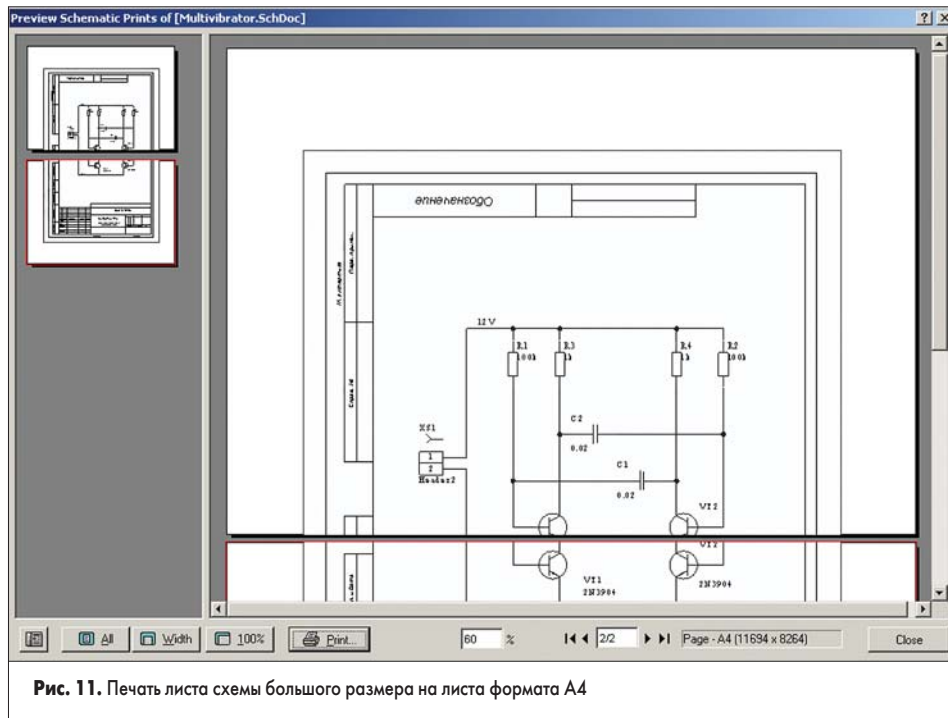 Preview Schematic Prints of [Multivibrator.SchDoc]
Обозначение
12 V
R1
100k
R3
1k
R4
1k
R2
100k
C2
0.02
XS1
1
2
Header2
C1
0.02
VT2
VT2
VT1
2N3904
2N3904
All
Width
100%
Print...
60 %
2/2
Page - A4 (11694 x 8264)
Close
Рис. 11. Печать листа схемы большого размера на листа формата А4